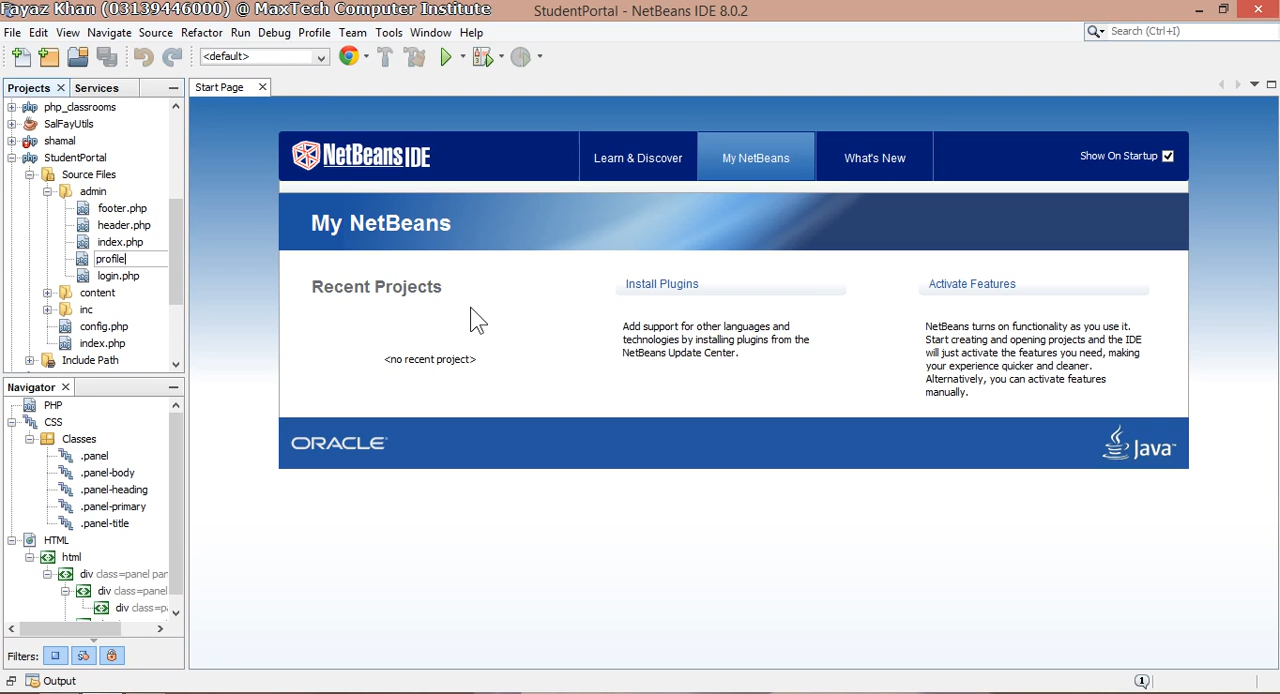 Fayaz Khan (03139446000) @ MaxTech Computer Institute
StudentPortal - NetBeans IDE 8.0.2
File Edit View Navigate Source Refactor Run Debug Profile Team Tools Window Help
Search (Ctrl+I)
<default>
Projects Services
Start Page
php_classrooms
SalFayUtils
shamal
StudentPortal
Source Files
admin
footer.php
header.php
index.php
profile
login.php
content
inc
config.php
index.php
Include Path
Navigator
PHP
CSS
Classes
.panel
.panel-body
.panel-heading
.panel-primary
.panel-title
HTML
html
div class=panel pan
div class=pane
div class=pa
Filters:
Output
NetBeans IDE
Learn & Discover
My NetBeans
What's New
Show On Startup
My NetBeans
Recent Projects
<no recent project>
Install Plugins
Add support for other languages and
technologies by installing plugins from the
NetBeans Update Center.
Activate Features
NetBeans turns on functionality as you use it.
Start creating and opening projects and the IDE
will just activate the features you need, making
your experience quicker and cleaner.
Alternatively, you can activate features
manually.
ORACLE
Java
1